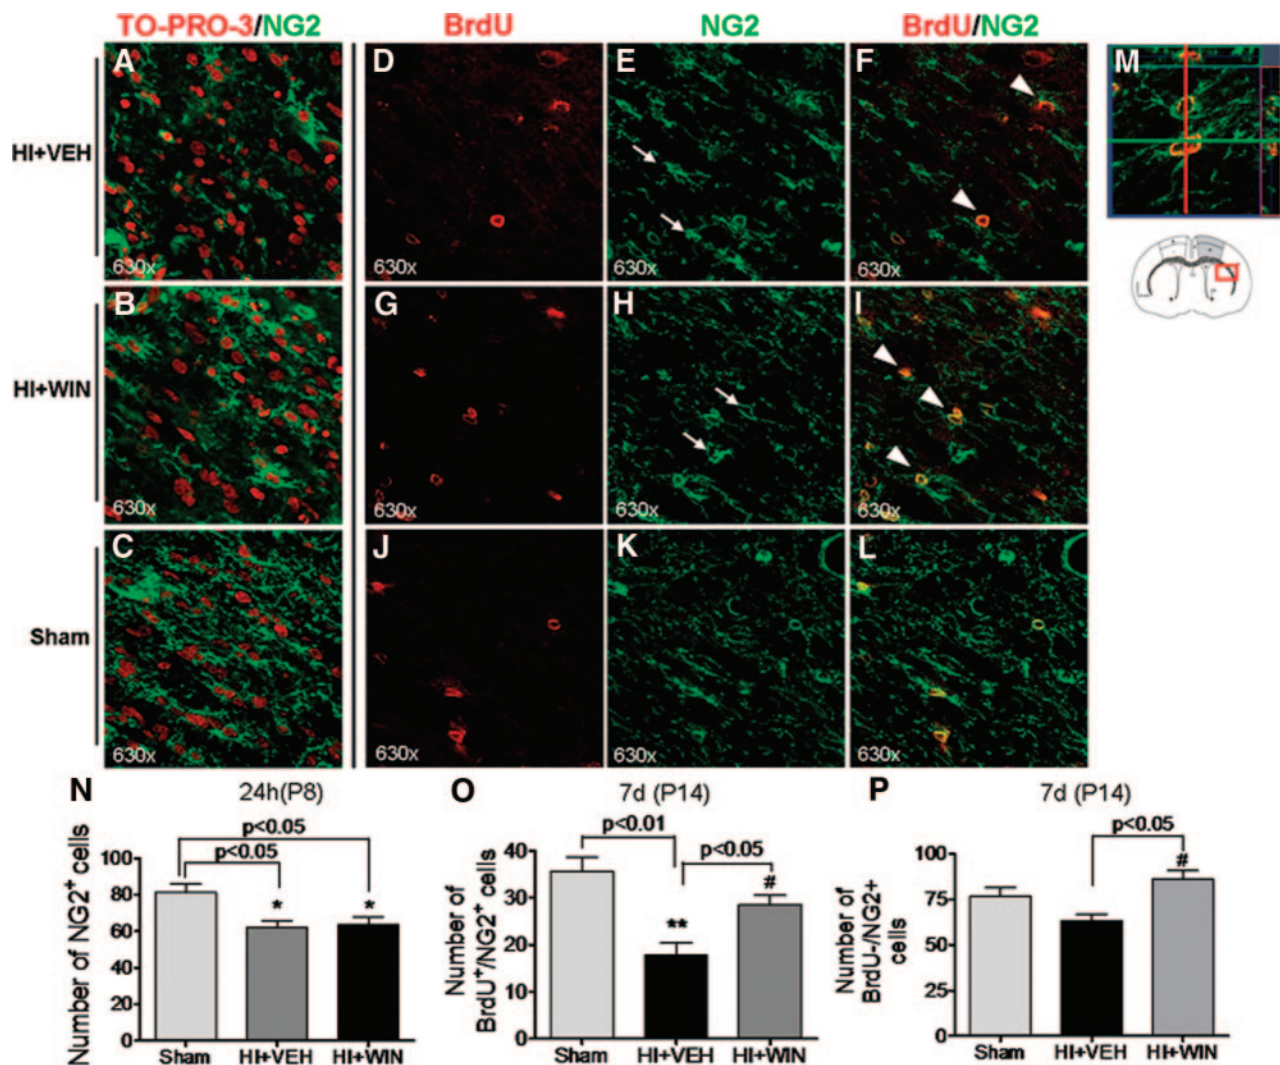 TO-PRO-3/NG2 BrdU NG2 BrdU/NG2
A D E F M
HI+VEH
630x 630x 630x
B G H I
HI+WIN
630x 630x 630x 630x
C J K L
Sham
630x 630x 630x 630x
N 24h(P8) O 7d (P14) P 7d (P14)
p<0.05
p<0.05
* *
Number of NG2+ cells
100
80
60
40
20
0
Sham HI+VEH HI+WIN
p<0.01
p<0.05
** #
Number of
BrdU+/NG2+ cells
40
30
20
10
0
Sham HI+VEH HI+WIN
p<0.05
#
Number of
BrdU-/NG2+
cells
100
75
50
25
0
Sham HI+VEH HI+WIN